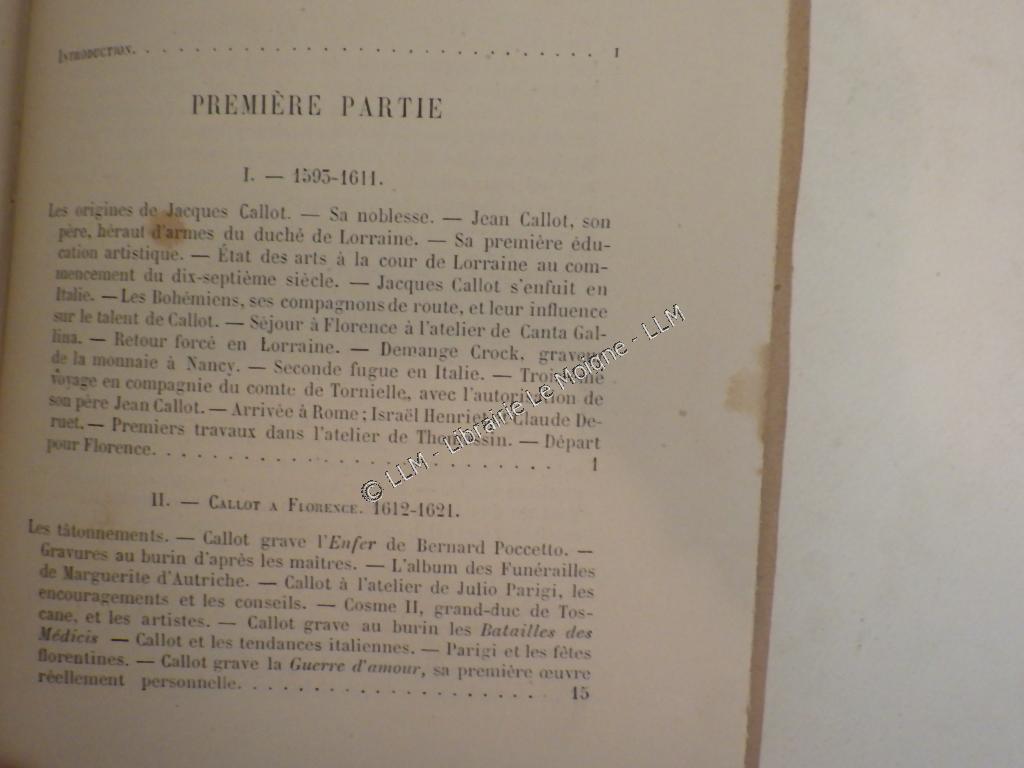 Introduction. . . . . . . . . . . . . . . . . . . . . . . . . . . . . I
PREMIÈRE PARTIE
I. — 1593-1611.
Les origines de Jacques Callot. — Sa noblesse. — Jean Callot, son
père, héraut d'armes du duché de Lorraine. — Sa première édu-
cation artistique. — État des arts à la cour de Lorraine au com-
mencement du dix-septième siècle. — Jacques Callot s'enfuit en
Italie. — Les Bohémiens, ses compagnons de route, et leur influence
sur le talent de Callot. — Séjour à Florence à l'atelier de Canta Gal-
lina. — Retour forcé en Lorraine. — Demange Crock, graveur
de la monnaie à Nancy. — Seconde fugue en Italie. — Troisième
voyage en compagnie du comte de Tornielle, avec l'autorisation de
son père Jean Callot. — Arrivée à Rome; Israël Henriet, Claude De-
ruet. — Premiers travaux dans l'atelier de Thomassin. — Départ
pour Florence. . . . . . . . . . . . . . . . . . . . . . . 1
II. — Callot a Florence. 1612-1621.
Les tâtonnements. — Callot grave l'Enfer de Bernard Poccetto. —
Gravures au burin d'après les maîtres. — L'album des Funérailles
de Marguerite d'Autriche. — Callot à l'atelier de Julio Parigi, les
encouragements et les conseils. — Cosme II, grand-duc de Tos-
cane, et les artistes. — Callot grave au burin les Batailles des
Médicis — Callot et les tendances italiennes. — Parigi et les fêtes
florentines. — Callot grave la Guerre d'amour, sa première œuvre
réellement personnelle. . . . . . . . . . . . . . . . . . . 15
© LLM - Librairie Le Moigne - LLM